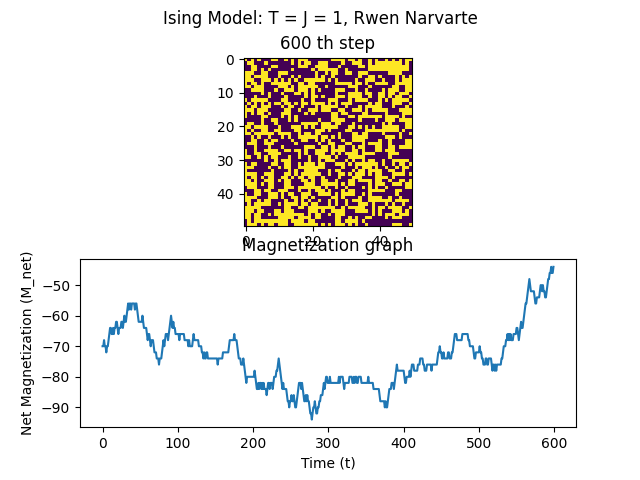 Ising Model: T = J = 1, Rwen Narvarte
600 th step
0
10
20
30
40
0 20 40
Magnetization graph
Net Magnetization (M_net)
−50
−60
−70
−80
−90
0 100 200 300 400 500 600
Time (t)